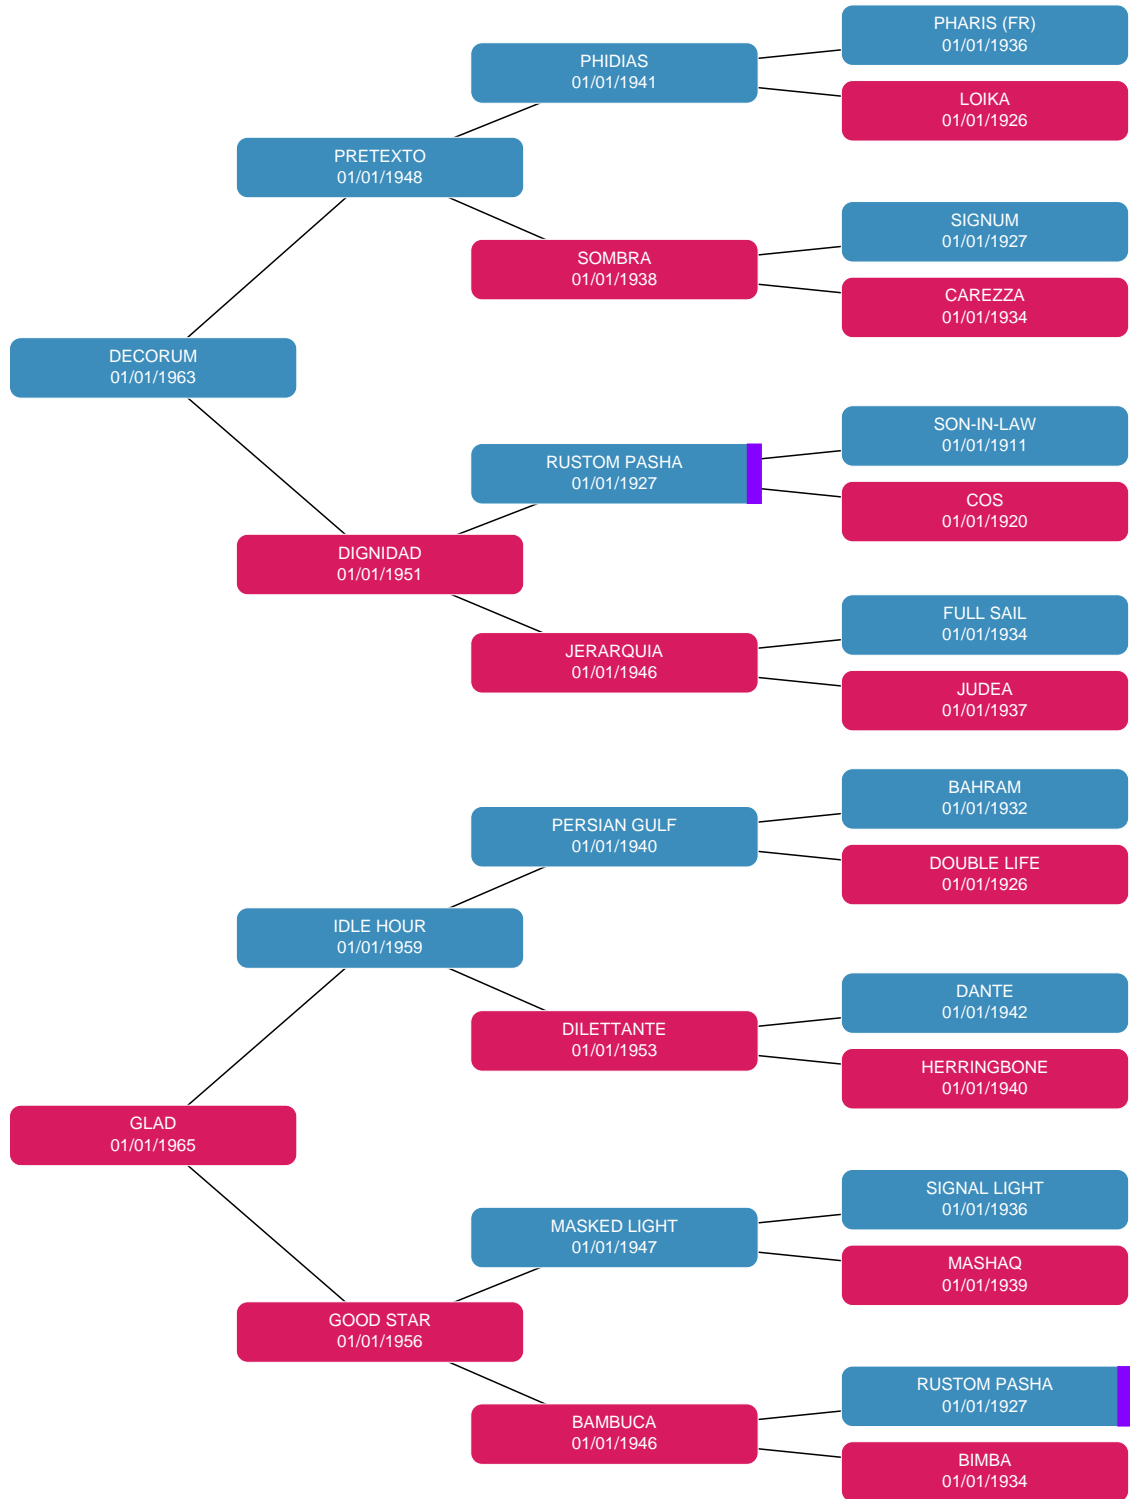 PHARIS (FR)
01/01/1936
PHIDIAS
01/01/1941
LOIKA
01/01/1926
PRETEXTO
01/01/1948
SIGNUM
01/01/1927
SOMBRA
01/01/1938
CAREZZA
01/01/1934
DECORUM
01/01/1963
SON-IN-LAW
01/01/1911
RUSTOM PASHA
01/01/1927
COS
01/01/1920
DIGNIDAD
01/01/1951
FULL SAIL
01/01/1934
JERARQUIA
01/01/1946
JUDEA
01/01/1937
BAHRAM
01/01/1932
PERSIAN GULF
01/01/1940
DOUBLE LIFE
01/01/1926
IDLE HOUR
01/01/1959
DANTE
01/01/1942
DILETTANTE
01/01/1953
HERRINGBONE
01/01/1940
GLAD
01/01/1965
SIGNAL LIGHT
01/01/1936
MASKED LIGHT
01/01/1947
MASHAQ
01/01/1939
GOOD STAR
01/01/1956
RUSTOM PASHA
01/01/1927
BAMBUCA
01/01/1946
BIMBA
01/01/1934